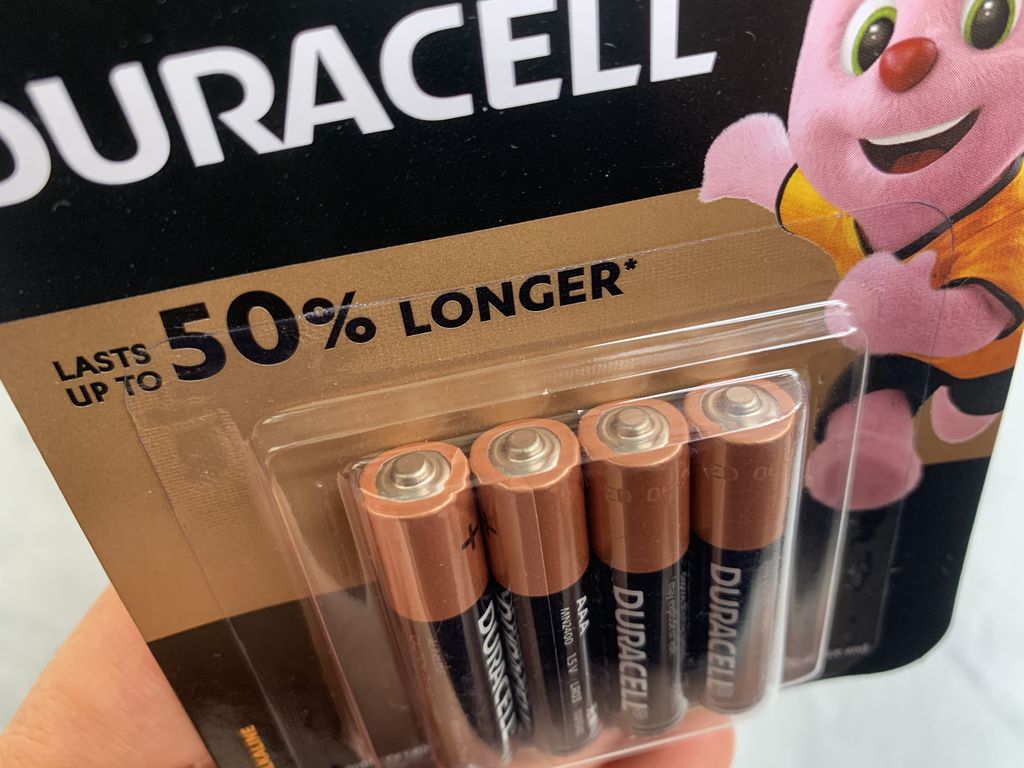 DURACELL
LASTS
UP TO
50% LONGER*
AAA
MN2400 1.5V LR03
DURACELL
DURACELL
DURACELL